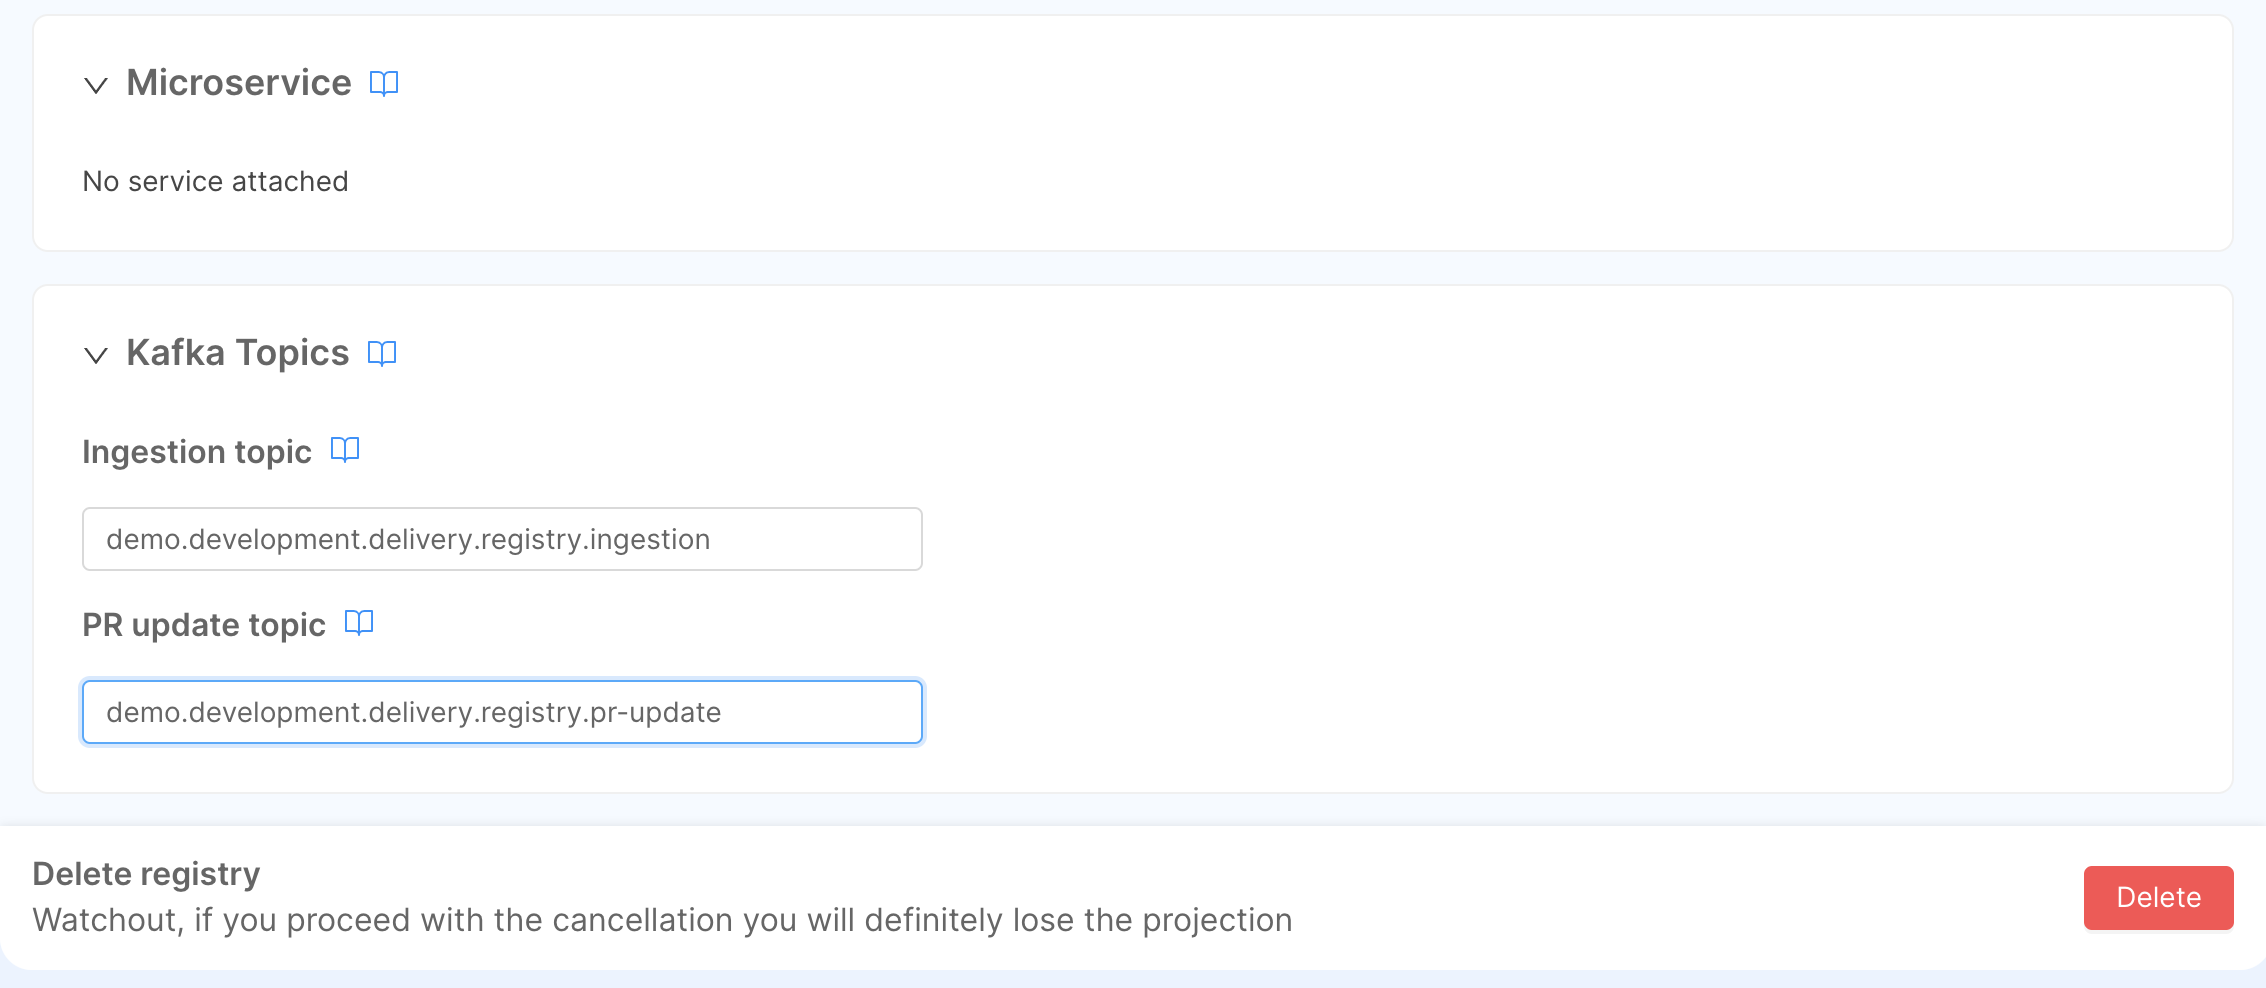 Microservice
No service attached
Kafka Topics
Ingestion topic
demo.development.delivery.registry.ingestion
PR update topic
demo.development.delivery.registry.pr-update
Delete registry
Watchout, if you proceed with the cancellation you will definitely lose the projection
Delete